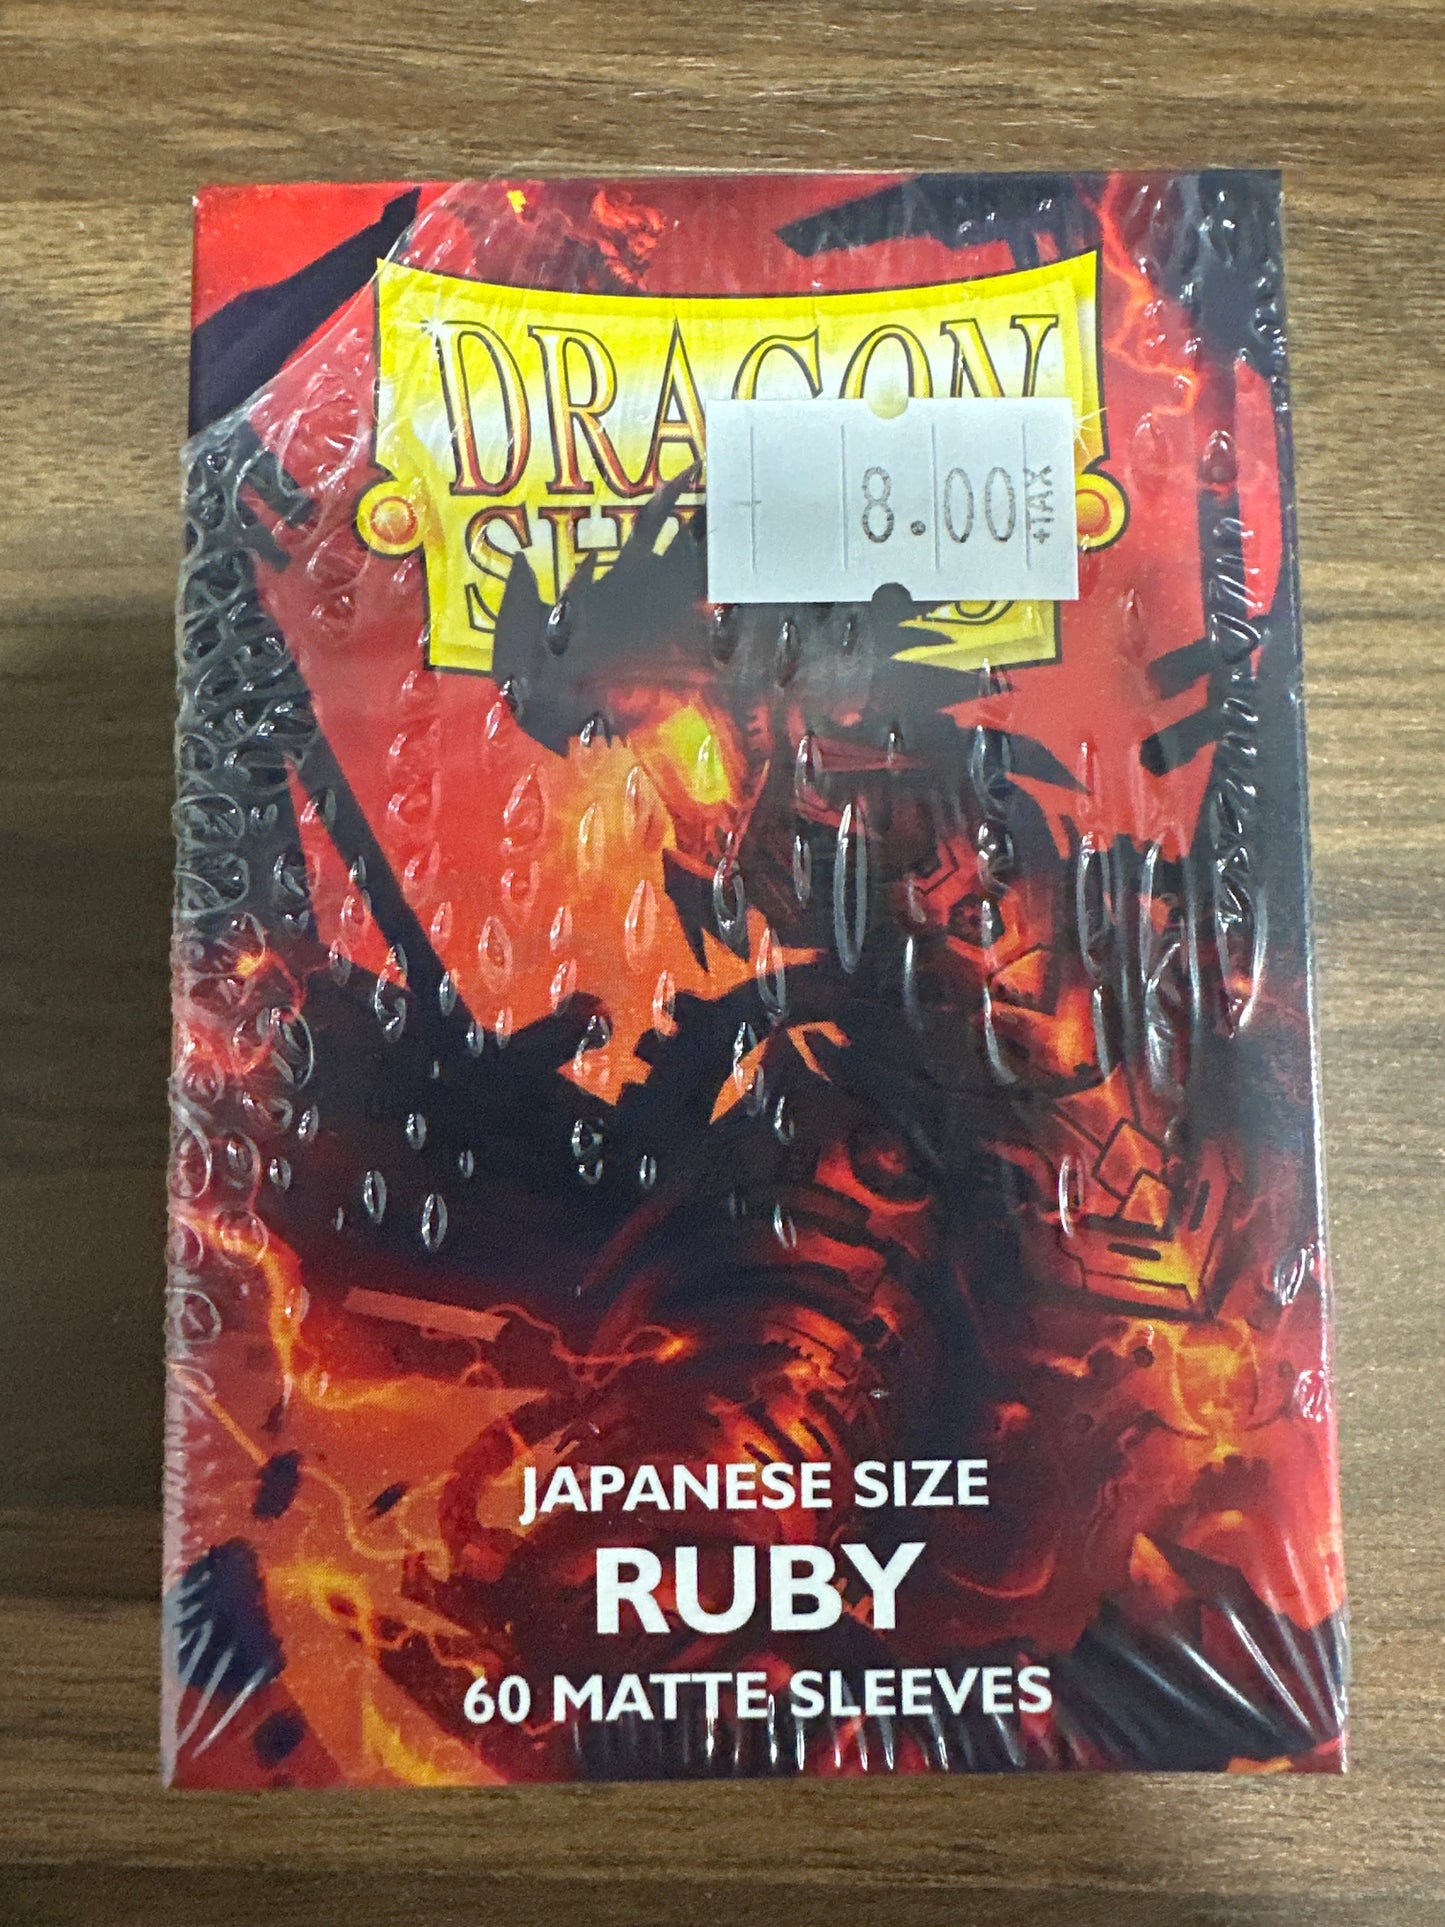 DRAGON
8.00 +TAX
JAPANESE SIZE
RUBY
60 MATTE SLEEVES